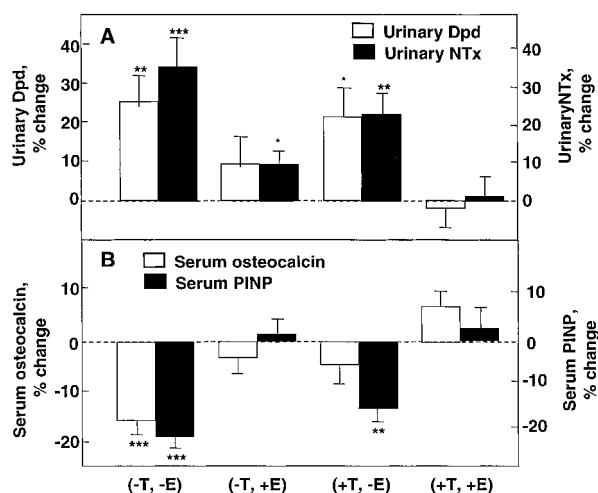 A
Urinary Dpd
Urinary NTx
Urinary Dpd,
% change
40
30
20
10
0
** *** * * **
40
30
20
10
0
UrinaryNTx,
% change
B
Serum osteocalcin
Serum PINP
Serum osteocalcin,
% change
10
0
-10
-20
*** *** **
10
0
-10
-20
Serum PINP,
% change
(-T, -E) (-T, +E) (+T, -E) (+T, +E)